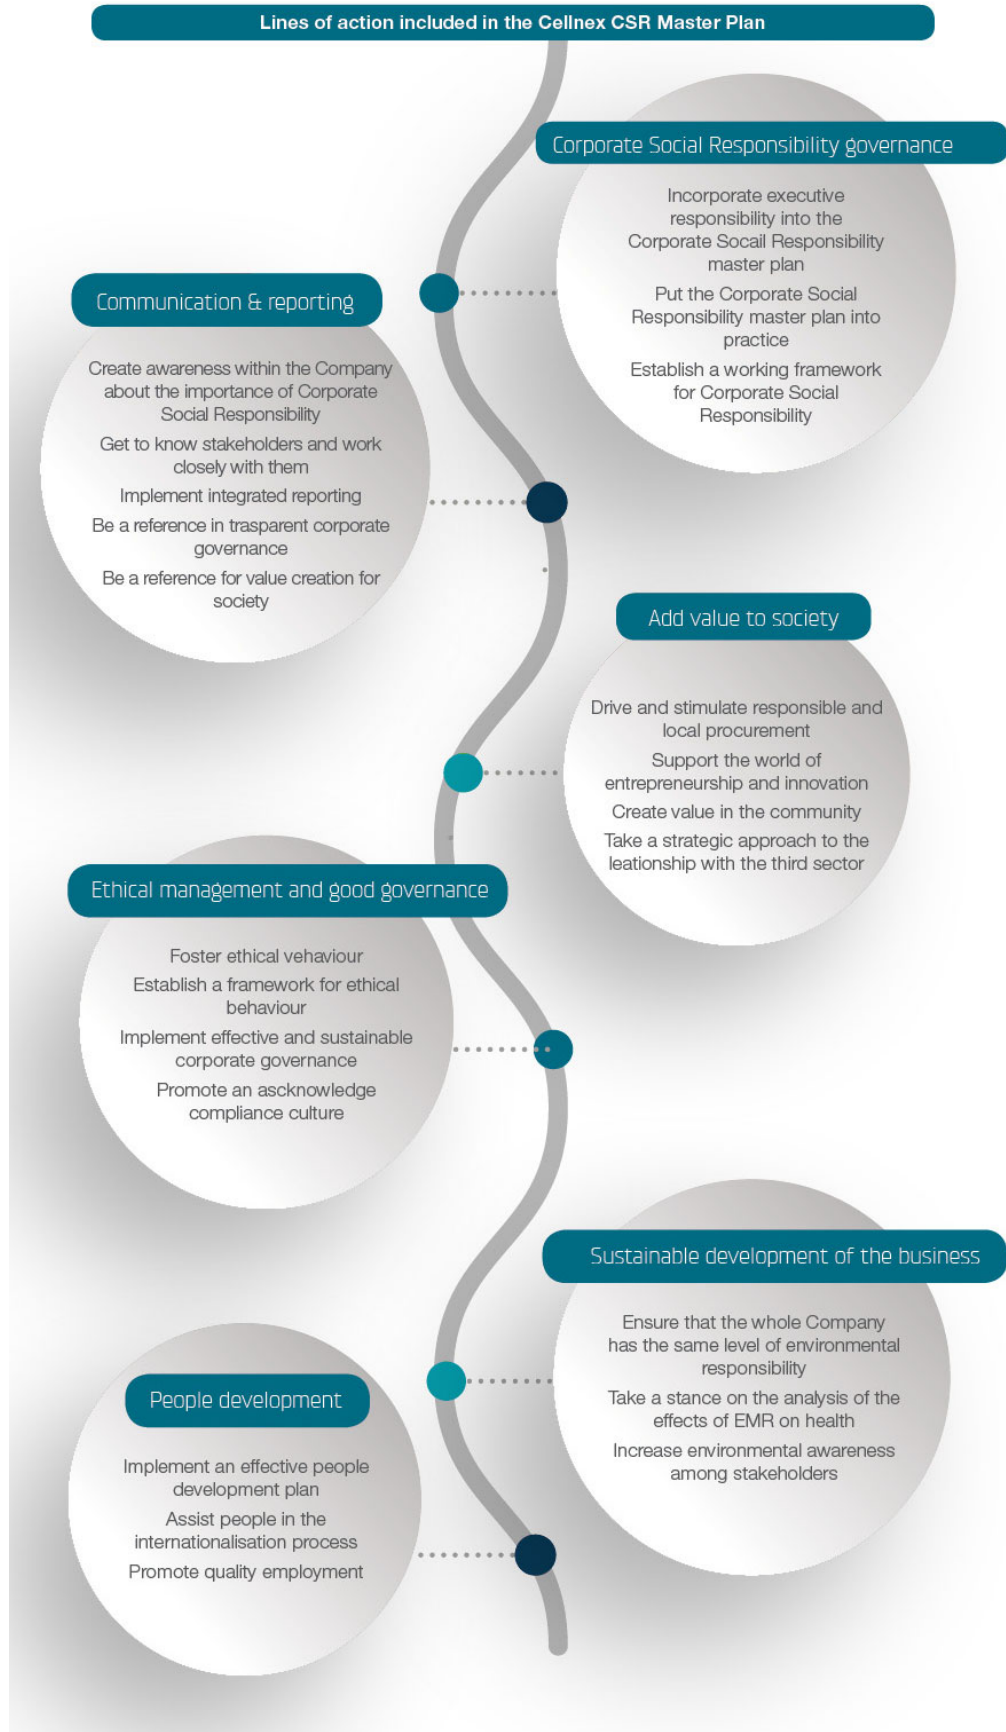 Lines of action included in the Cellnex CSR Master Plan
Corporate Social Responsibility governance
Incorporate executive
responsibility into the
Corporate Socail Responsibility
master plan
Put the Corporate Social
Responsibility master plan into
practice
Establish a working framework
for Corporate Social
Responsibility
Communication & reporting
Create awareness within the Company
about the importance of Corporate
Social Responsibility
Get to know stakeholders and work
closely with them
Implement integrated reporting
Be a reference in trasparent corporate
governance
Be a reference for value creation for
society
Add value to society
Drive and stimulate responsible and
local procurement
Support the world of
entrepreneurship and innovation
Create value in the community
Take a strategic approach to the
leationship with the third sector
Ethical management and good governance
Foster ethical vehaviour
Establish a framework for ethical
behaviour
Implement effective and sustainable
corporate governance
Promote an ascknowledge
compliance culture
Sustainable development of the business
Ensure that the whole Company
has the same level of environmental
responsibility
Take a stance on the analysis of the
effects of EMR on health
Increase environmental awareness
among stakeholders
People development
Implement an effective people
development plan
Assist people in the
internationalisation process
Promote quality employment